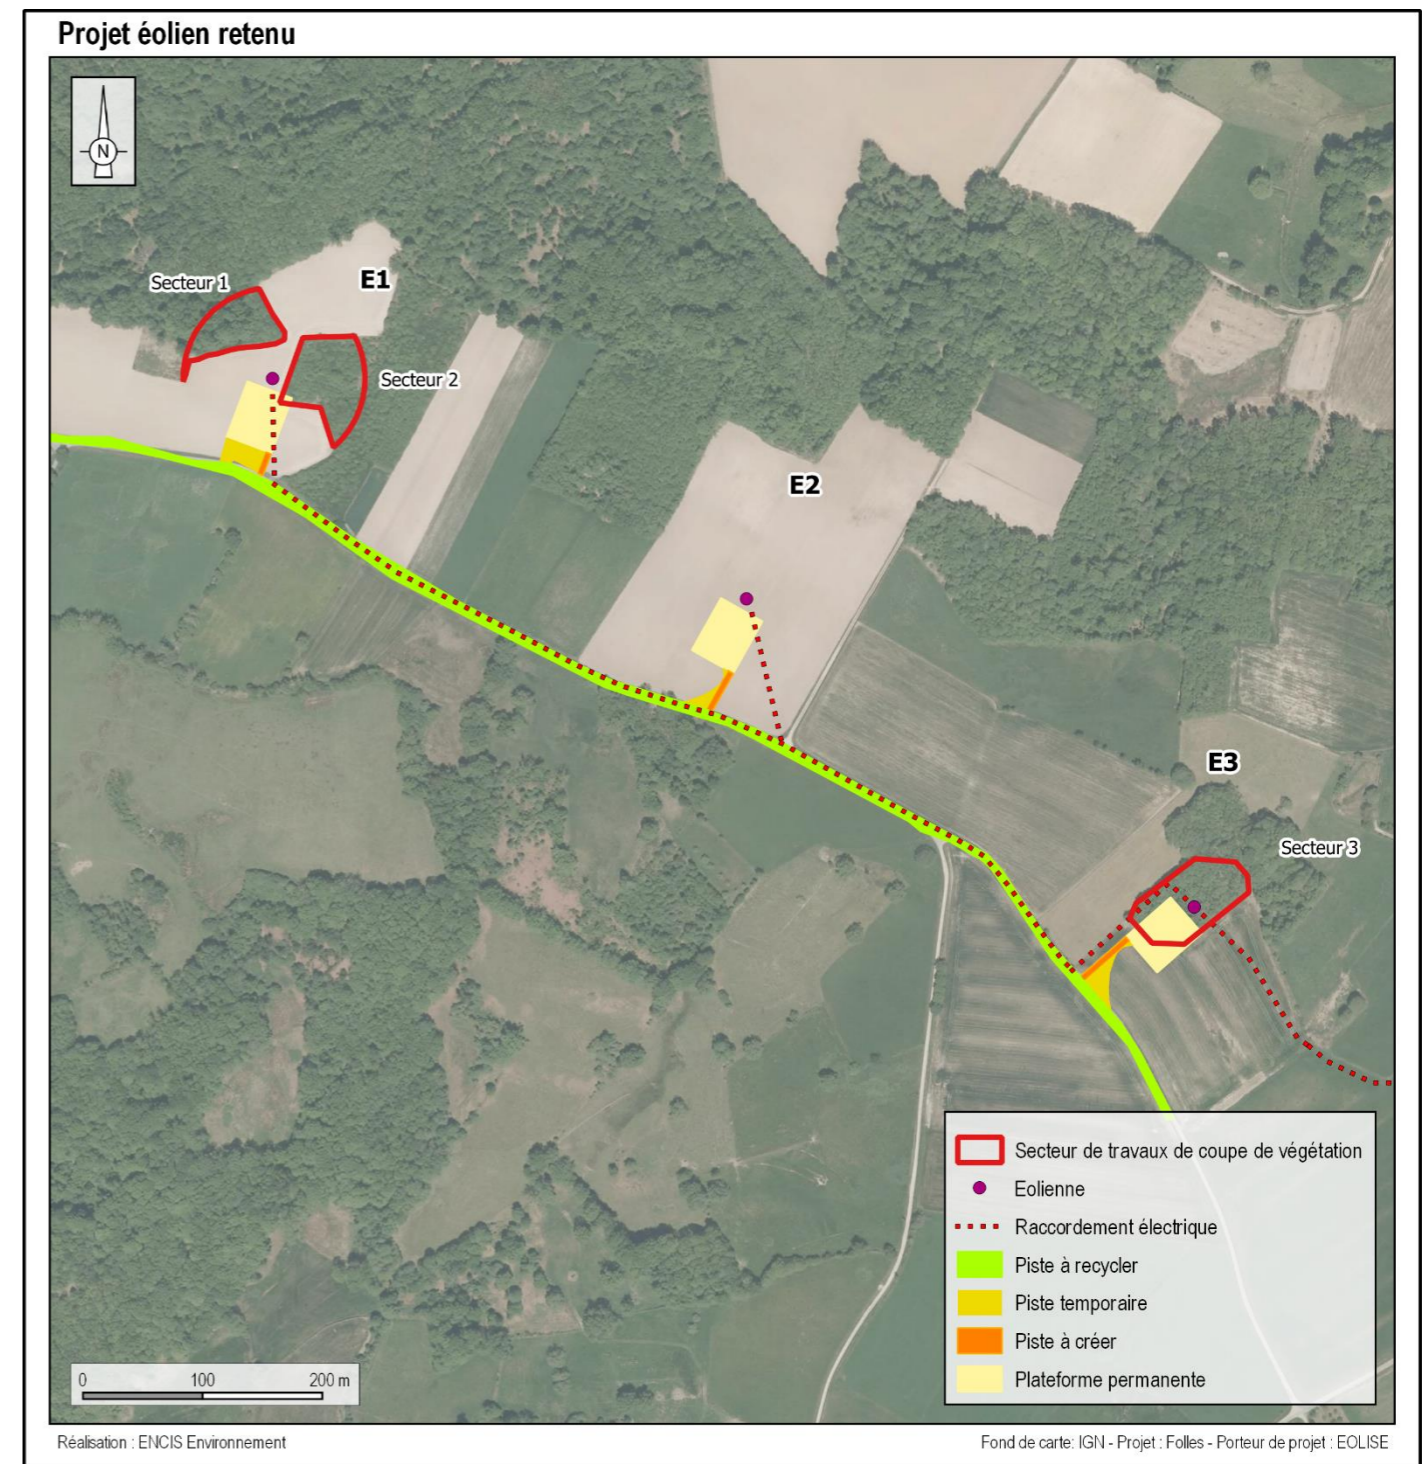 Projet éolien retenu
N
Secteur 1
E1
Secteur 2
E2
E3
Secteur 3
Secteur de travaux de coupe de végétation
Eolienne
Raccordement électrique
Piste à recycler
Piste temporaire
Piste à créer
Plateforme permanente
0 100 200 m
Réalisation : ENCIS Environnement
Fond de carte: IGN - Projet : Folles - Porteur de projet : EOLISE